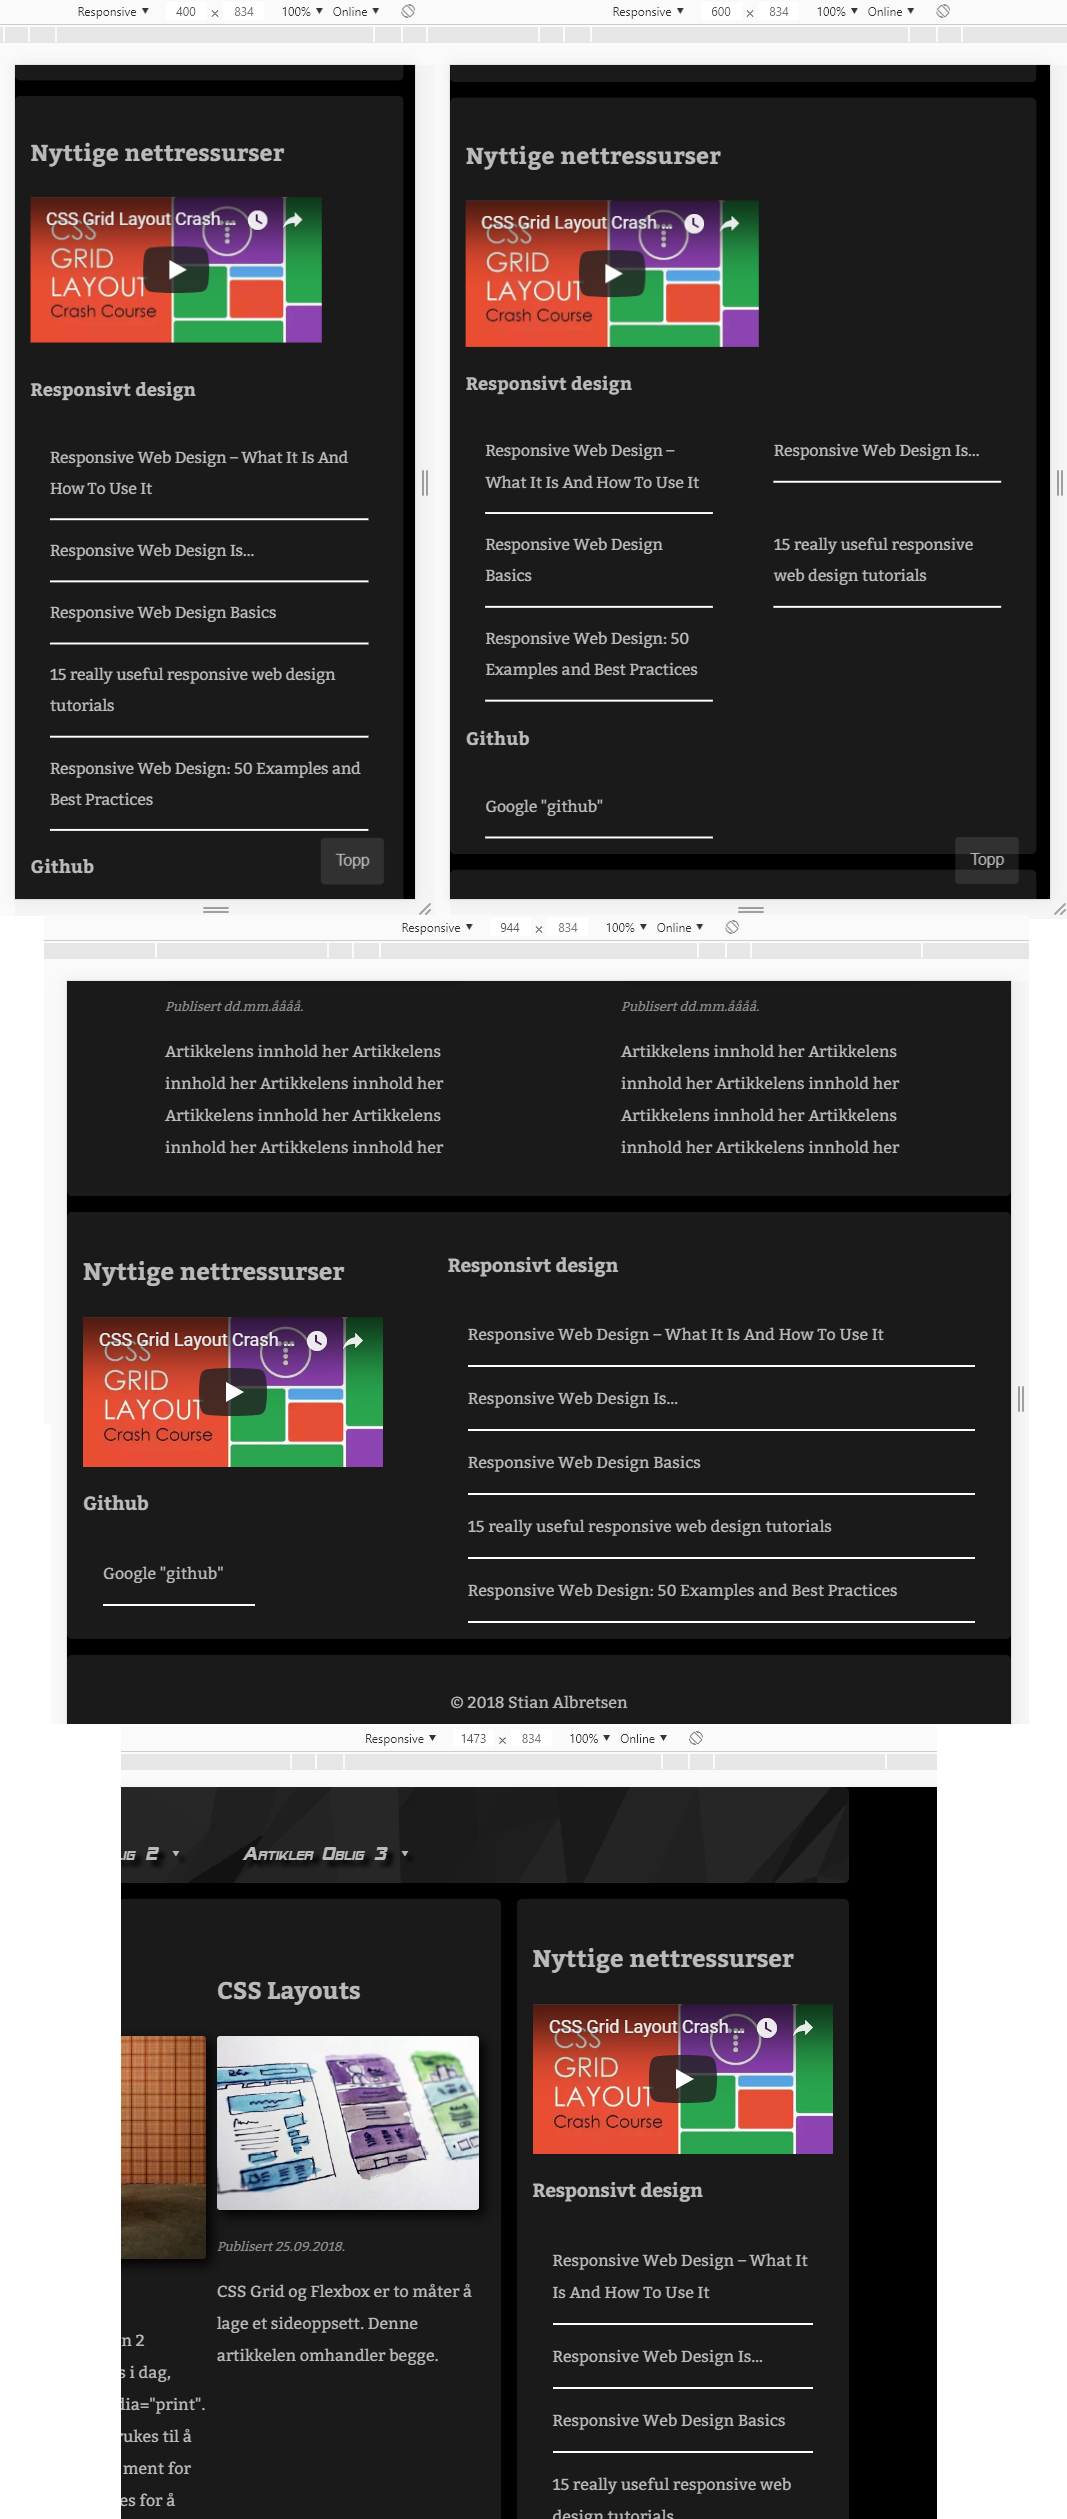 Responsive ▼ 400 × 834 100% ▼ Online ▼
Nyttige nettressurser
CSS Grid Layout Crash ...
CSS
GRID
LAYOUT
Crash Course
Responsivt design
Responsive Web Design – What It Is And
How To Use It
Responsive Web Design Is...
Responsive Web Design Basics
15 really useful responsive web design
tutorials
Responsive Web Design: 50 Examples and
Best Practices
Github
Topp
Responsive ▼ 600 × 834 100% ▼ Online ▼
Nyttige nettressurser
CSS Grid Layout Crash ...
CSS
GRID
LAYOUT
Crash Course
Responsivt design
Responsive Web Design –
What It Is And How To Use It
Responsive Web Design Is...
Responsive Web Design
Basics
15 really useful responsive
web design tutorials
Responsive Web Design: 50
Examples and Best Practices
Github
Google "github"
Topp
Responsive ▼ 944 × 834 100% ▼ Online ▼
Publisert dd.mm.åååå.
Artikkelens innhold her Artikkelens
innhold her Artikkelens innhold her
Artikkelens innhold her Artikkelens
innhold her Artikkelens innhold her
Publisert dd.mm.åååå.
Artikkelens innhold her Artikkelens
innhold her Artikkelens innhold her
Artikkelens innhold her Artikkelens
innhold her Artikkelens innhold her
Nyttige nettressurser
CSS Grid Layout Crash ...
CSS
GRID
LAYOUT
Crash Course
Github
Google "github"
Responsivt design
Responsive Web Design – What It Is And How To Use It
Responsive Web Design Is...
Responsive Web Design Basics
15 really useful responsive web design tutorials
Responsive Web Design: 50 Examples and Best Practices
© 2018 Stian Albretsen
Responsive ▼ 1473 × 834 100% ▼ Online ▼
lig 2 ▼ Artikler Oblig 3 ▼
n 2
s i dag,
dia="print".
rukes til å
ment for
es for å
CSS Layouts
Publisert 25.09.2018.
CSS Grid og Flexbox er to måter å
lage et sideoppsett. Denne
artikkelen omhandler begge.
Nyttige nettressurser
CSS Grid Layout Crash ...
CSS
GRID
LAYOUT
Crash Course
Responsivt design
Responsive Web Design – What It
Is And How To Use It
Responsive Web Design Is...
Responsive Web Design Basics
15 really useful responsive web
design tutorials